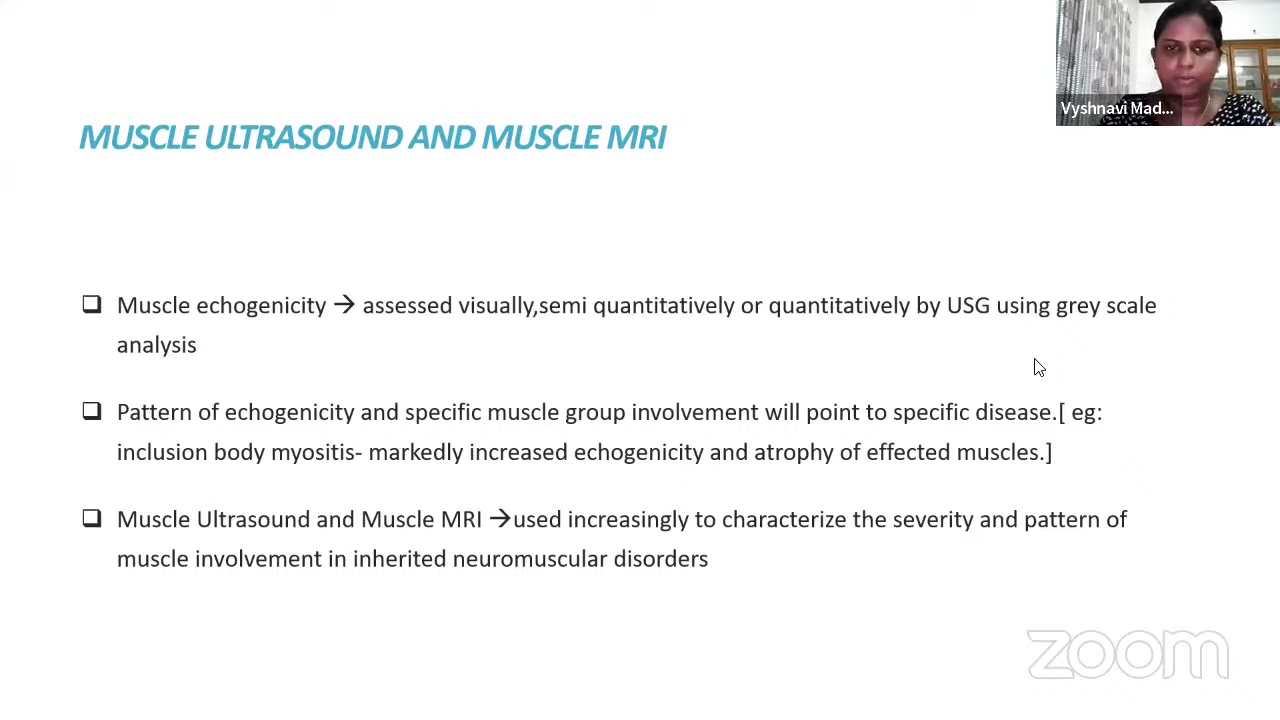 Vyshnavi Mad...
MUSCLE ULTRASOUND AND MUSCLE MRI
Muscle echogenicity → assessed visually,semi quantitatively or quantitatively by USG using grey scale
analysis
Pattern of echogenicity and specific muscle group involvement will point to specific disease.[ eg:
inclusion body myositis- markedly increased echogenicity and atrophy of effected muscles.]
Muscle Ultrasound and Muscle MRI →used increasingly to characterize the severity and pattern of
muscle involvement in inherited neuromuscular disorders
zoom